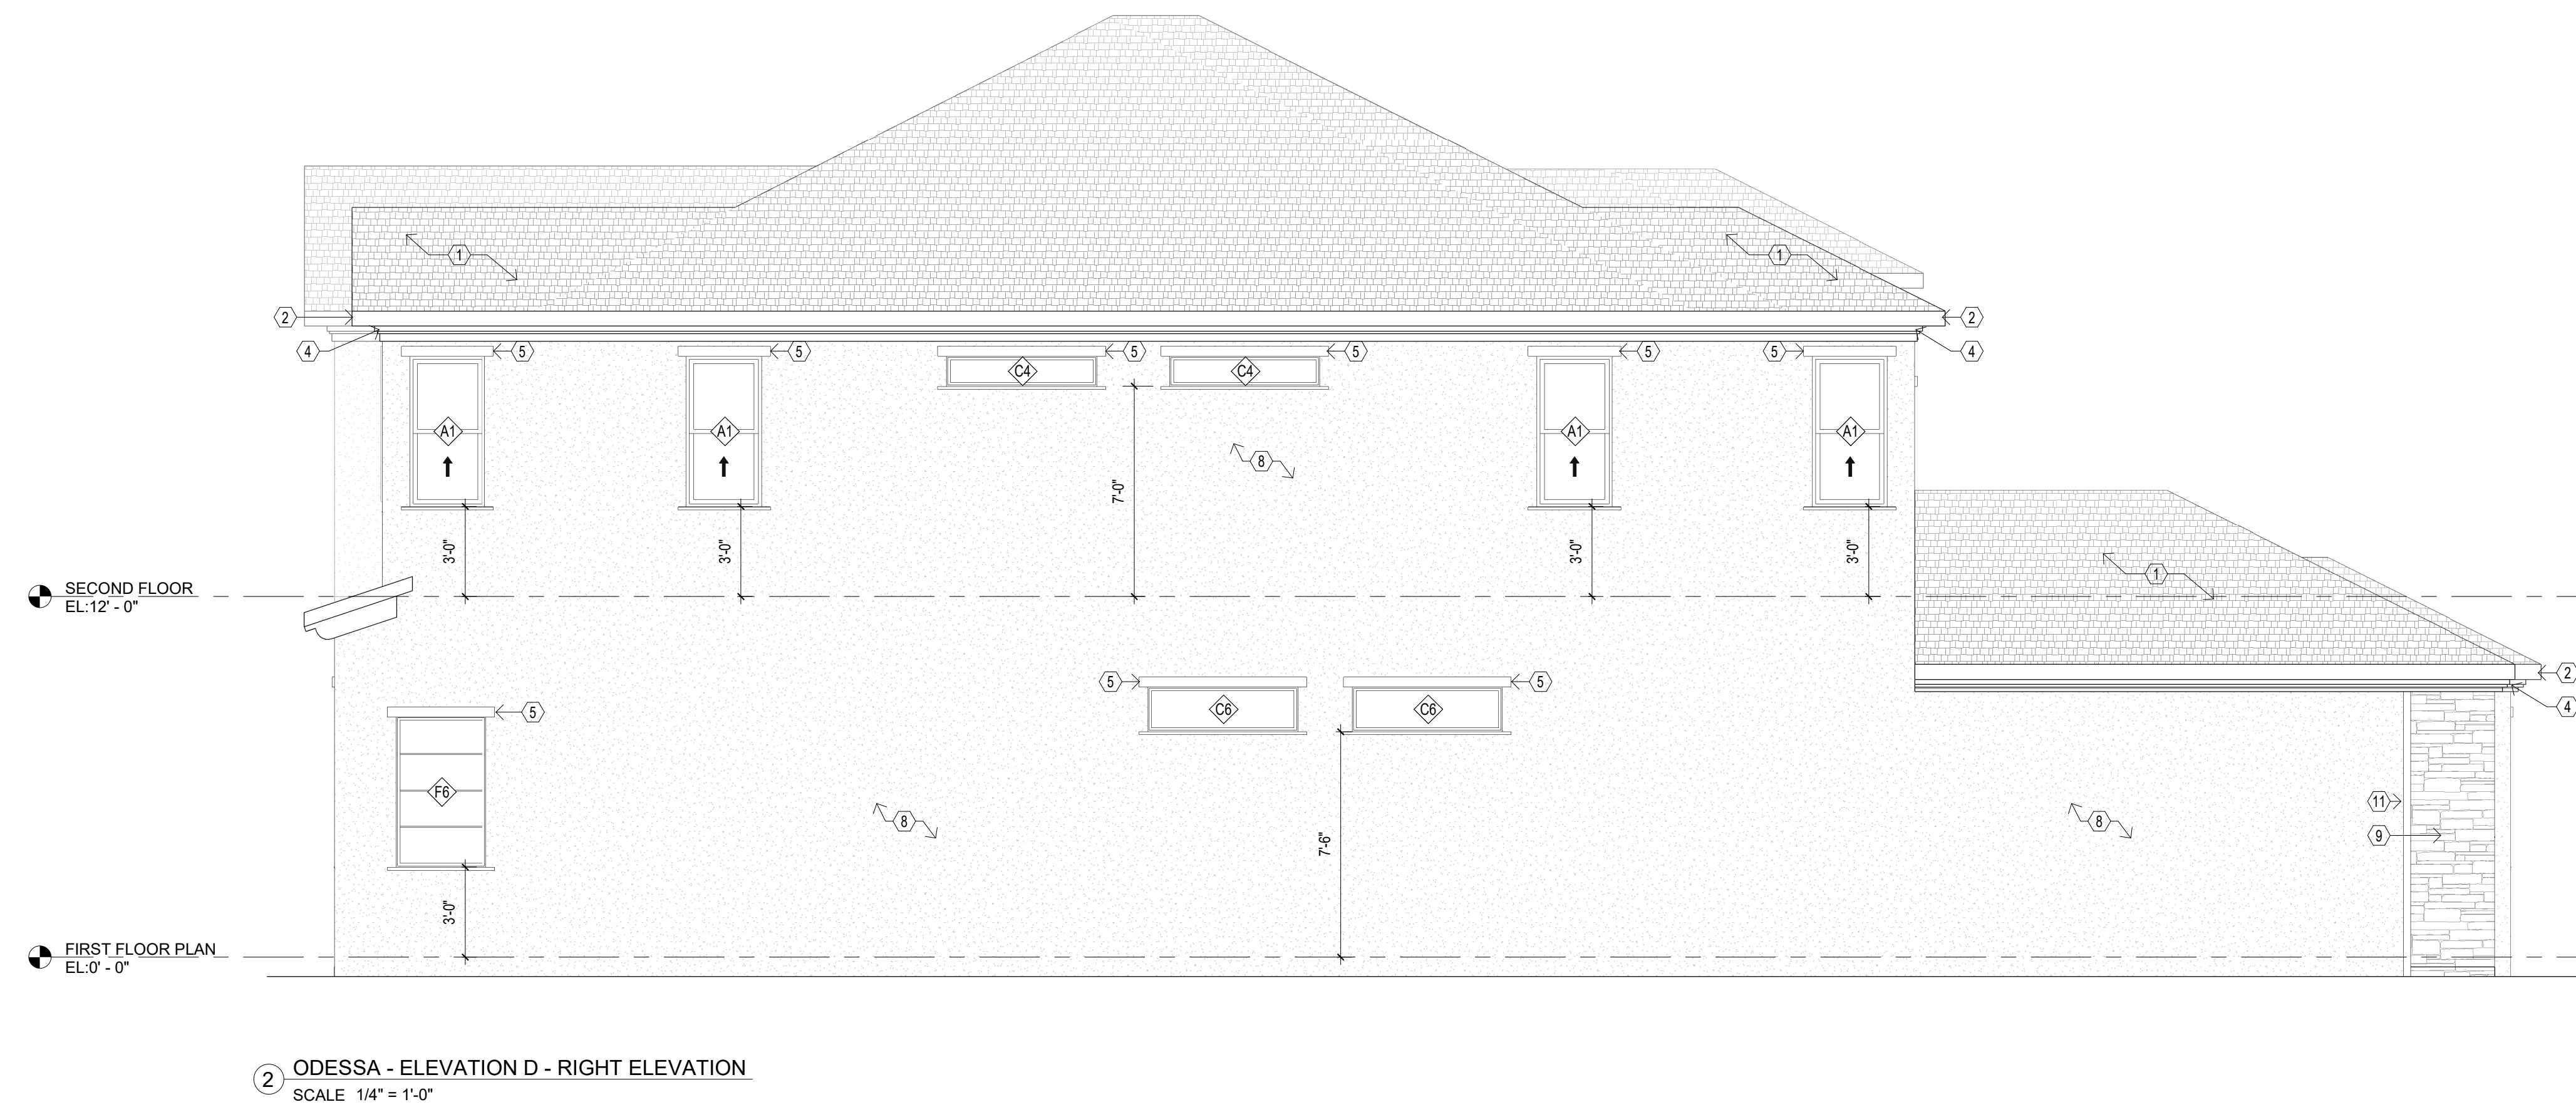 1
1
2
2
4
4
5
5
5
5
5
5
C4
C4
A1
A1
A1
A1
8
7'-0"
3'-0"
3'-0"
3'-0"
3'-0"
SECOND FLOOR
EL:12' - 0"
1
2
5
5
C6
C6
4
5
F6
8
8
11
9
7'-6"
3'-0"
FIRST FLOOR PLAN
EL:0' - 0"
2
ODESSA - ELEVATION D - RIGHT ELEVATION
SCALE 1/4" = 1'-0"